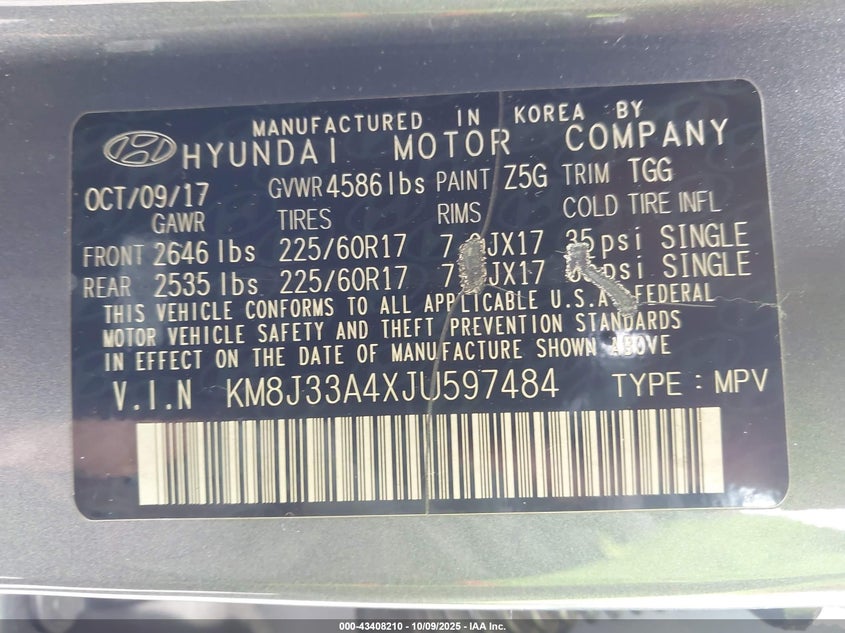 MANUFACTURED IN KOREA BY
HYUNDAI MOTOR COMPANY
OCT/09/17 GVWR 4586 lbs PAINT Z5G TRIM TGG
GAWR TIRES RIMS COLD TIRE INFL
FRONT 2646 lbs 225/60R17 JX17 35psi SINGLE
REAR 2535 lbs 225/60R17 JX17 psi SINGLE
THIS VEHICLE CONFORMS TO ALL APPLICABLE U.S.A. FEDERAL
MOTOR VEHICLE SAFETY AND THEFT PREVENTION STANDARDS
IN EFFECT ON THE DATE OF MANUFACTURE SHOWN ABOVE
V.I.N KM8J33A4XJU597484 TYPE : MPV
000-43408210 - 10/09/2025 - IAA Inc.